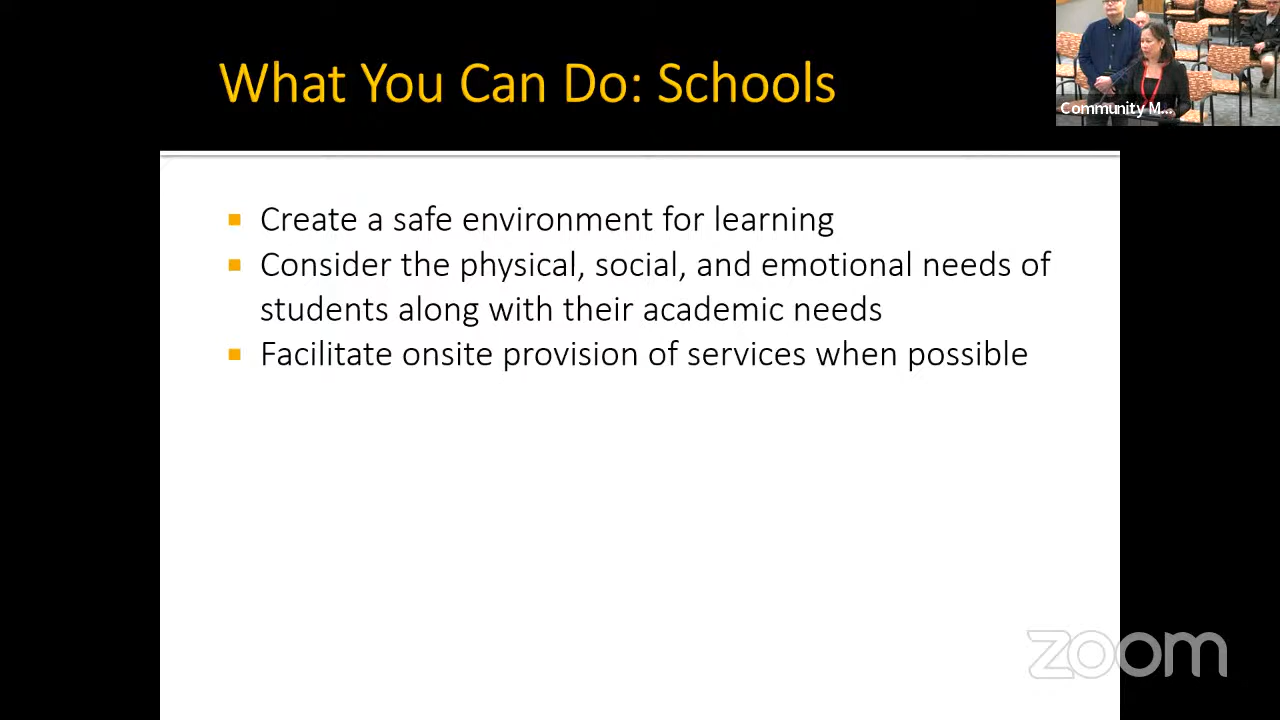 What You Can Do: Schools
Community M...
Create a safe environment for learning
Consider the physical, social, and emotional needs of
students along with their academic needs
Facilitate onsite provision of services when possible
zoom